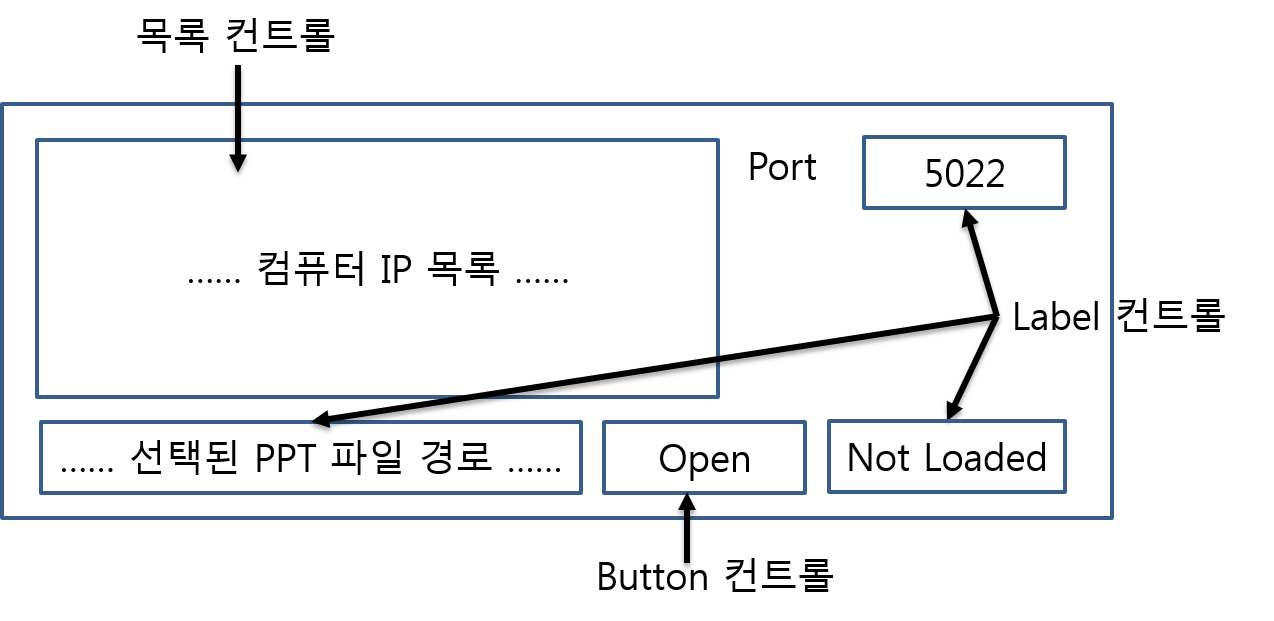 목록 컨트롤
Port
5022
...... 컴퓨터 IP 목록 ......
Label 컨트롤
...... 선택된 PPT 파일 경로 ......
Open
Not Loaded
Button 컨트롤